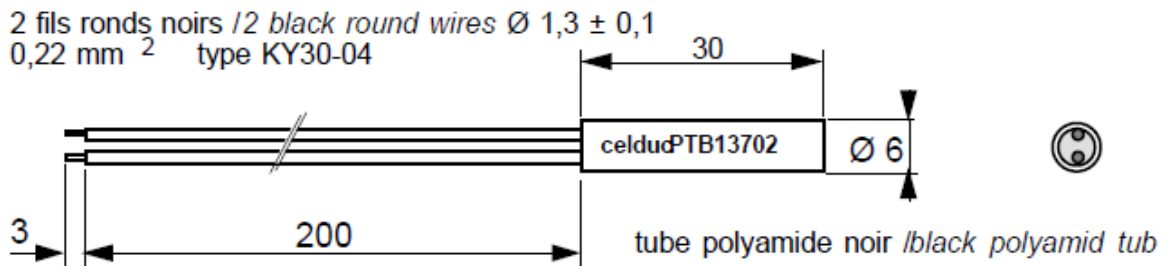 2 fils ronds noirs /2 black round wires Ø 1,3 ± 0,1
0,22 mm 2 type KY30-04
30
celducPTB13702
Ø 6
3
200
tube polyamide noir /black polyamid tub